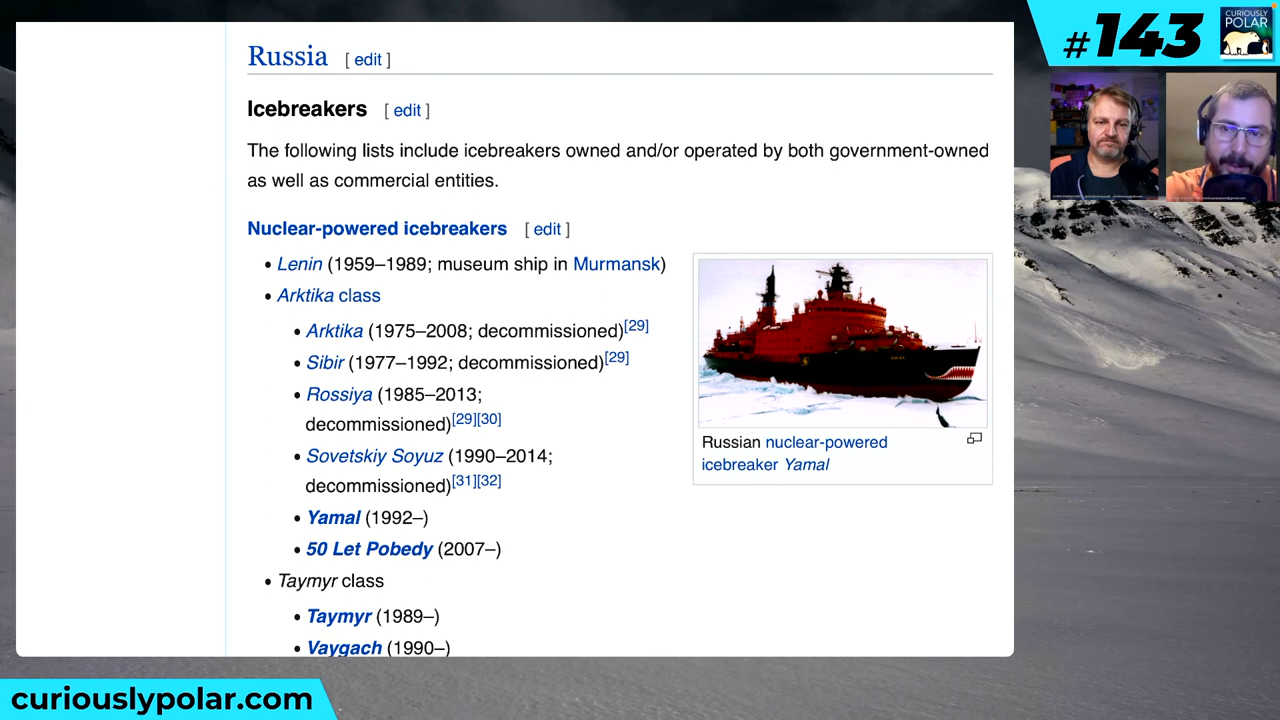 #143
CURIOUSLY
POLAR
Russia [ edit ]
Icebreakers [ edit ]
The following lists include icebreakers owned and/or operated by both government-owned
as well as commercial entities.
Nuclear-powered icebreakers [ edit ]
• Lenin (1959–1989; museum ship in Murmansk)
• Arktika class
• Arktika (1975–2008; decommissioned)[29]
• Sibir (1977–1992; decommissioned)[29]
• Rossiya (1985–2013;
decommissioned)[29][30]
• Sovetskiy Soyuz (1990–2014;
decommissioned)[31][32]
• Yamal (1992–)
• 50 Let Pobedy (2007–)
• Taymyr class
• Taymyr (1989–)
• Vaygach (1990–)
Russian nuclear-powered
icebreaker Yamal
curiouslypolar.com